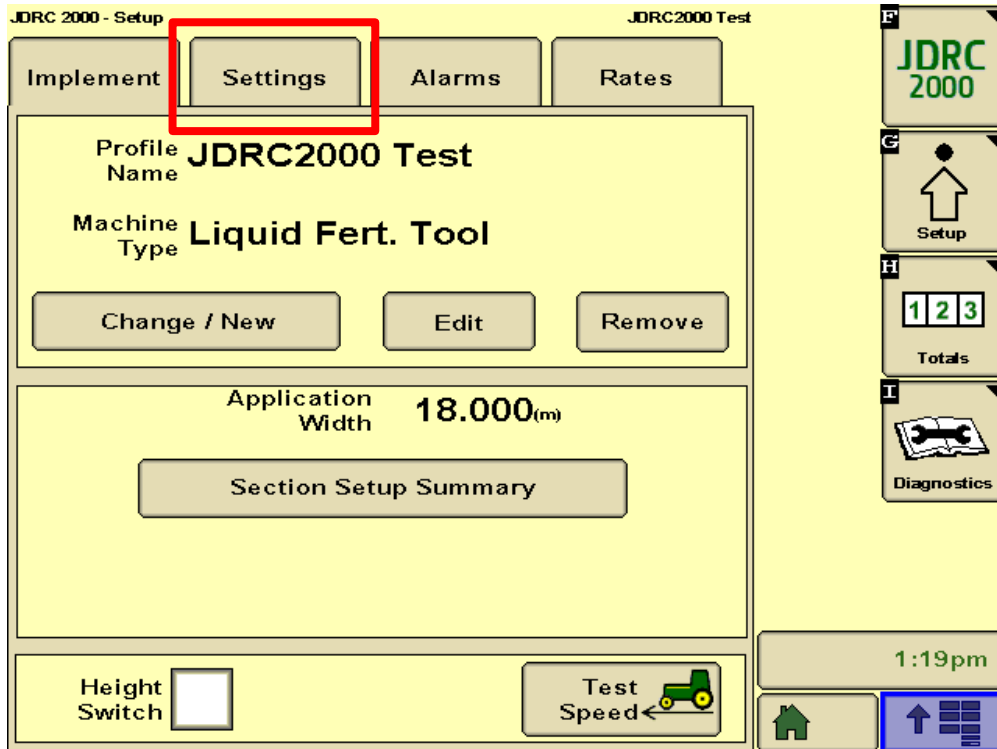 JDRC 2000 - Setup
JDRC2000 Test
Implement
Settings
Alarms
Rates
Profile
Name
JDRC2000 Test
Machine
Type
Liquid Fert. Tool
Change / New
Edit
Remove
Application
Width
18.000(m)
Section Setup Summary
Height
Switch
Test
Speed
F
JDRC
2000
G
Setup
H
1 2 3
Totals
I
Diagnostics
1:19pm